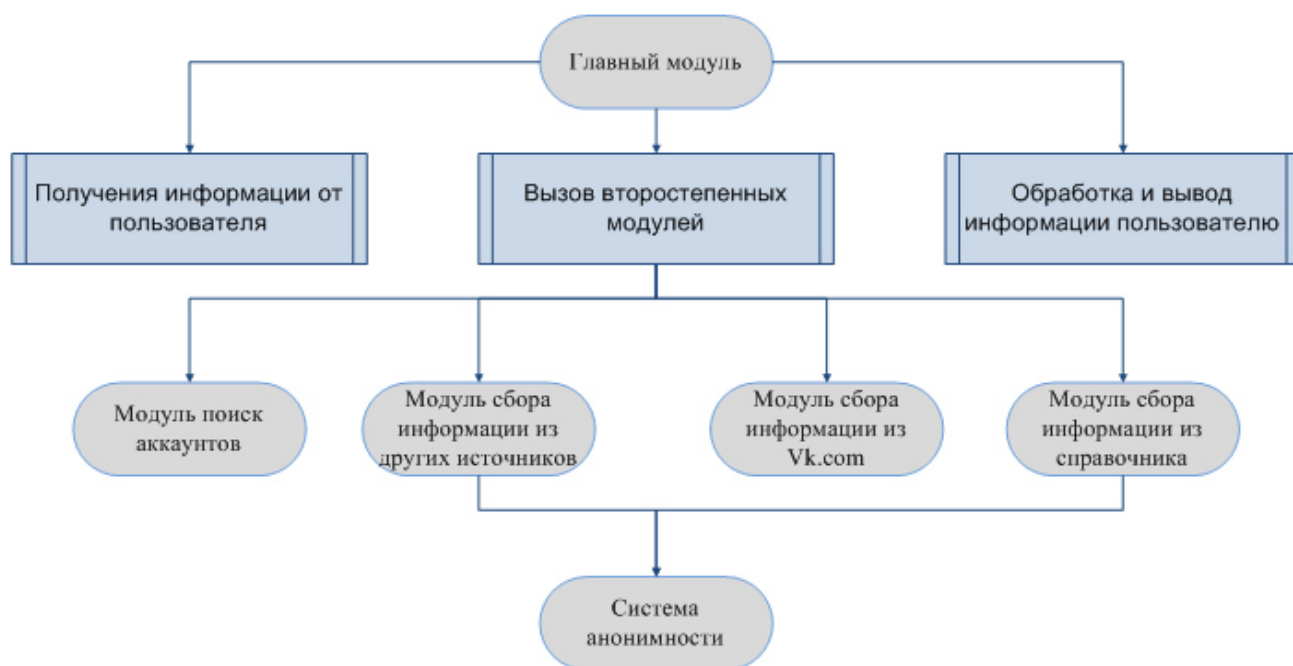 Главный модуль
Получения информации от
пользователя
Вызов второстепенных
модулей
Обработка и вывод
информации пользователю
Модуль поиск
аккаунтов
Модуль сбора
информации из
других источников
Модуль сбора
информации из
Vk.com
Модуль сбора
информации из
справочника
Система
анонимности